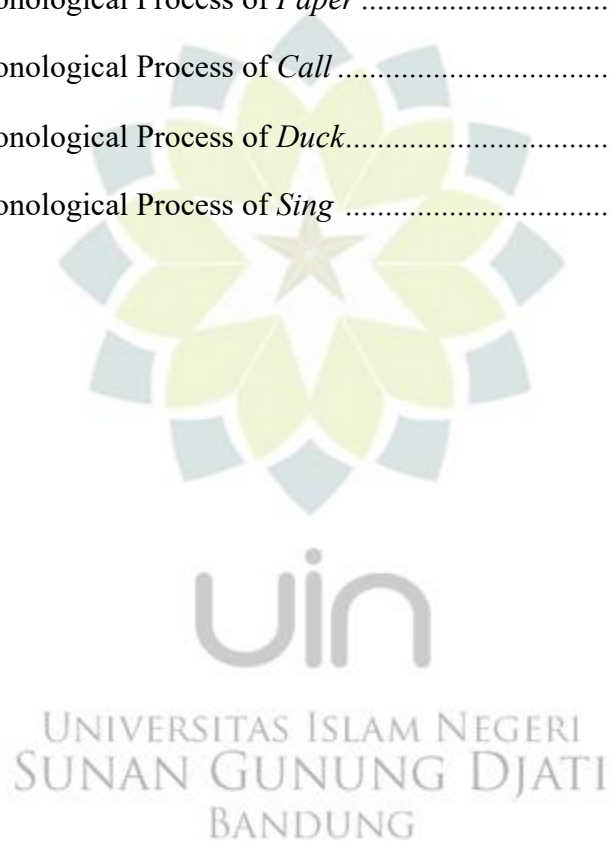 onological Process of Paper ................................
onological Process of Call ...................................
onological Process of Duck..................................
onological Process of Sing ..................................
uin
UNIVERSITAS ISLAM NEGERI
SUNAN GUNUNG DJATI
BANDUNG